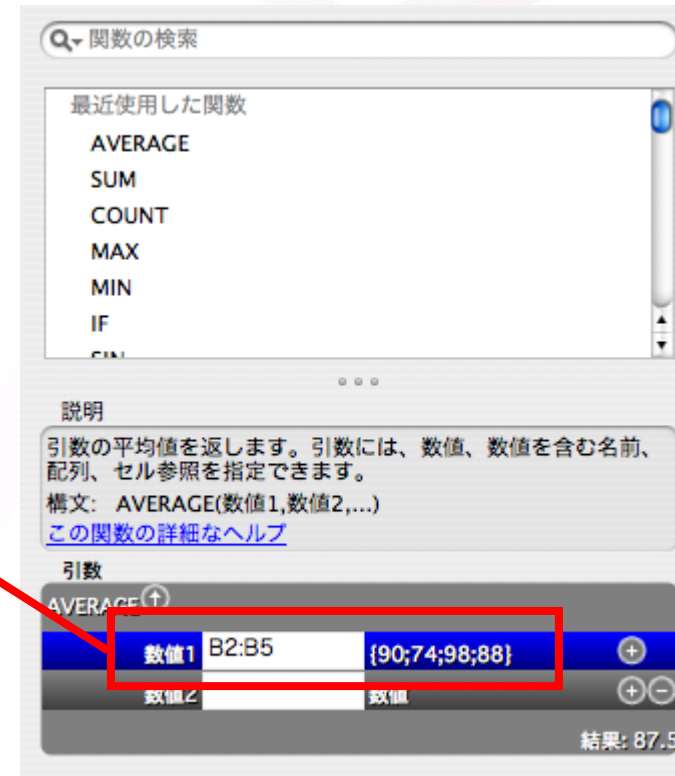 関数の検索
最近使用した関数
AVERAGE
SUM
COUNT
MAX
MIN
IF
SIN
説明
引数の平均値を返します。引数には、数値、数値を含む名前、
配列、セル参照を指定できます。
構文: AVERAGE(数値1,数値2,...)
この関数の詳細なヘルプ
引数
AVERAGE
数値1 B2:B5 {90;74;98;88}
数値2 数値
結果: 87.5